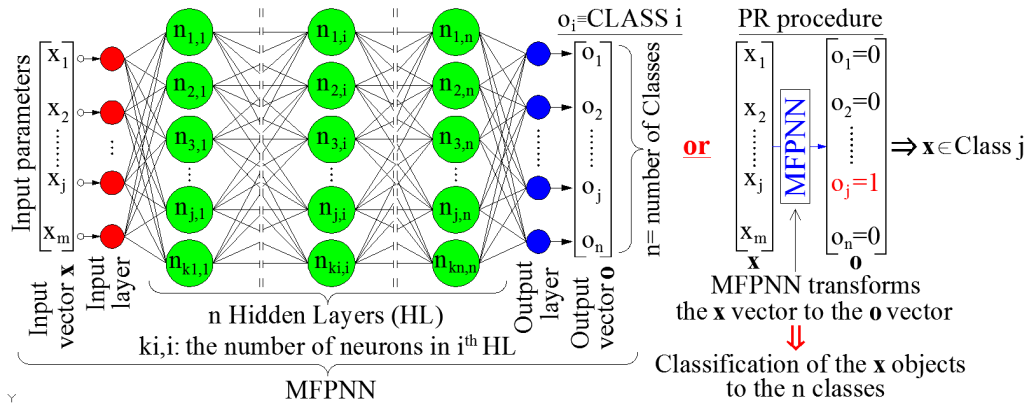 Input parameters
x1
x2
xj
xm
Input vector x
Input layer
n1,1
n2,1
n3,1
nj,1
nk1,1
n1,i
n2,i
n3,i
nj,i
nki,i
n1,n
n2,n
n3,n
nj,n
nkn,n
n Hidden Layers (HL)
ki,i: the number of neurons in ith HL
MFPNN
Output layer
oi≡CLASS i
o1
o2
oj
on
Output vector o
n= number of Classes
or
PR procedure
x1
x2
xj
xm
x
MFPNN
o1=0
o2=0
oj=1
on=0
o
⇒ x∈Class j
MFPNN transforms
the x vector to the o vector
Classification of the x objects
to the n classes
Y